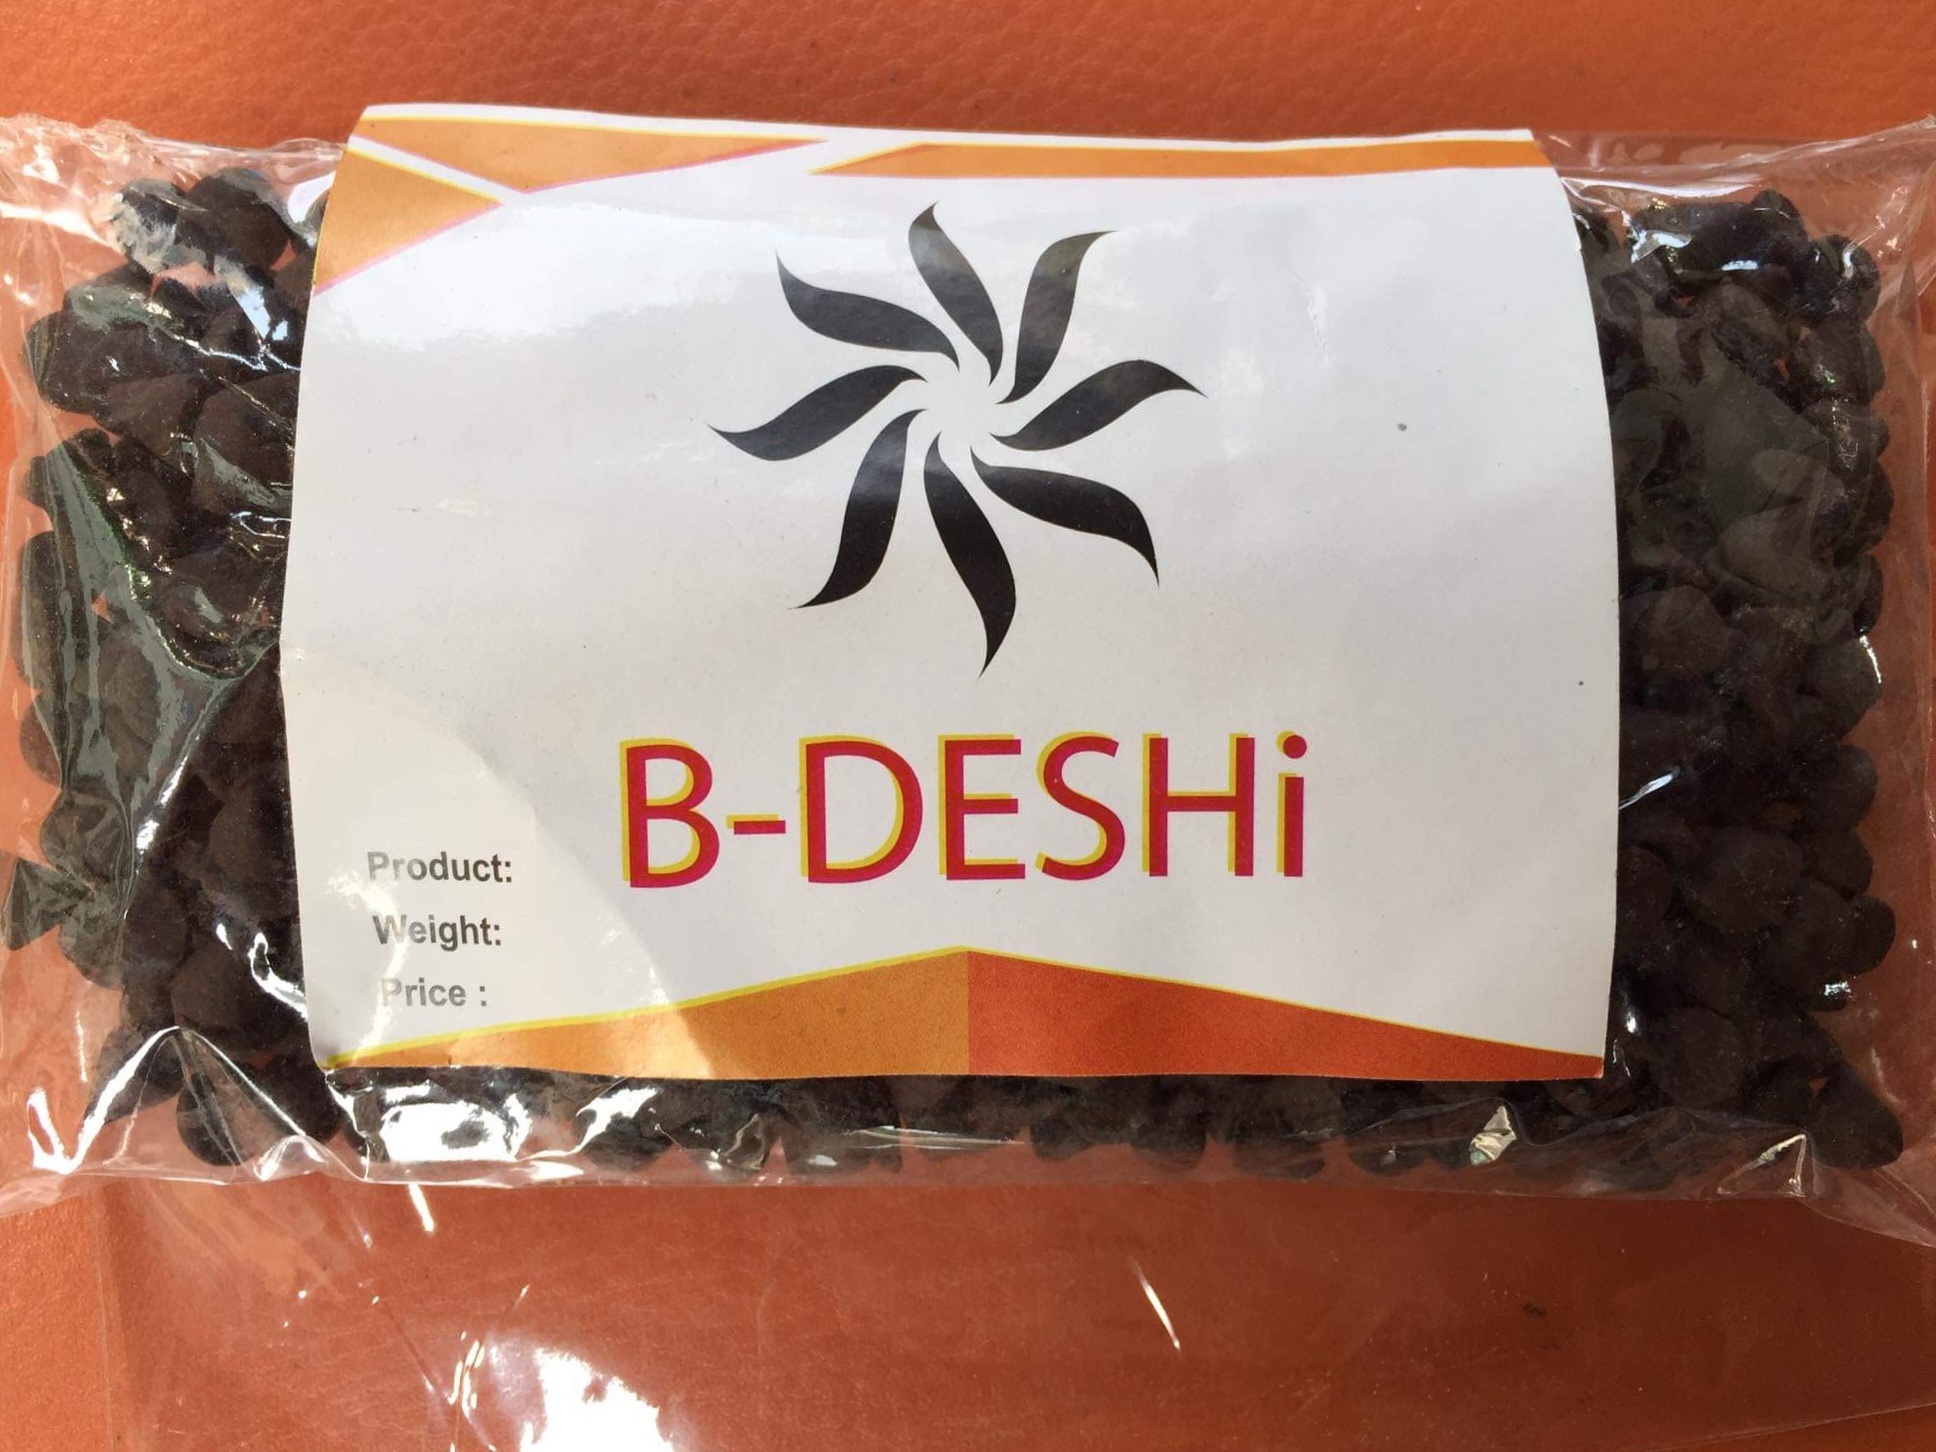 B-DESHi
Product:
Weight:
Price :